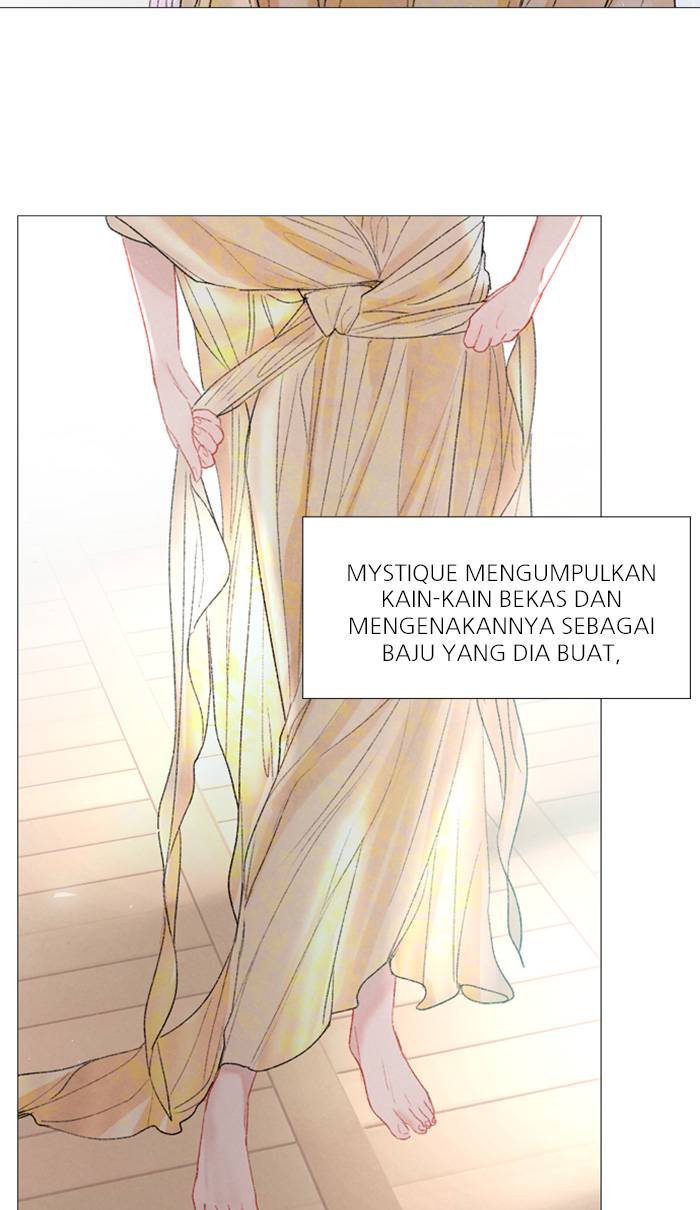 MYSTIQUE MENGUMPULKAN
KAIN-KAIN BEKAS DAN
MENGENAKANNYA SEBAGAI
BAJU YANG DIA BUAT,